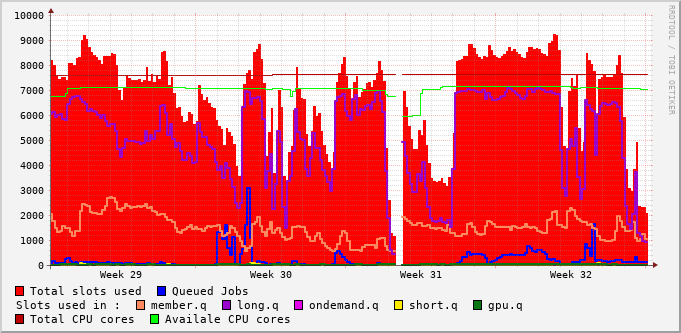 10000
9000
8000
7000
6000
5000
4000
3000
2000
1000
0
Week 29 Week 30 Week 31 Week 32
Total slots used Queued Jobs
Slots used in : member.q long.q ondemand.q short.q gpu.q
Total CPU cores Availale CPU cores
RRDTOOL / TOBI OETIKER